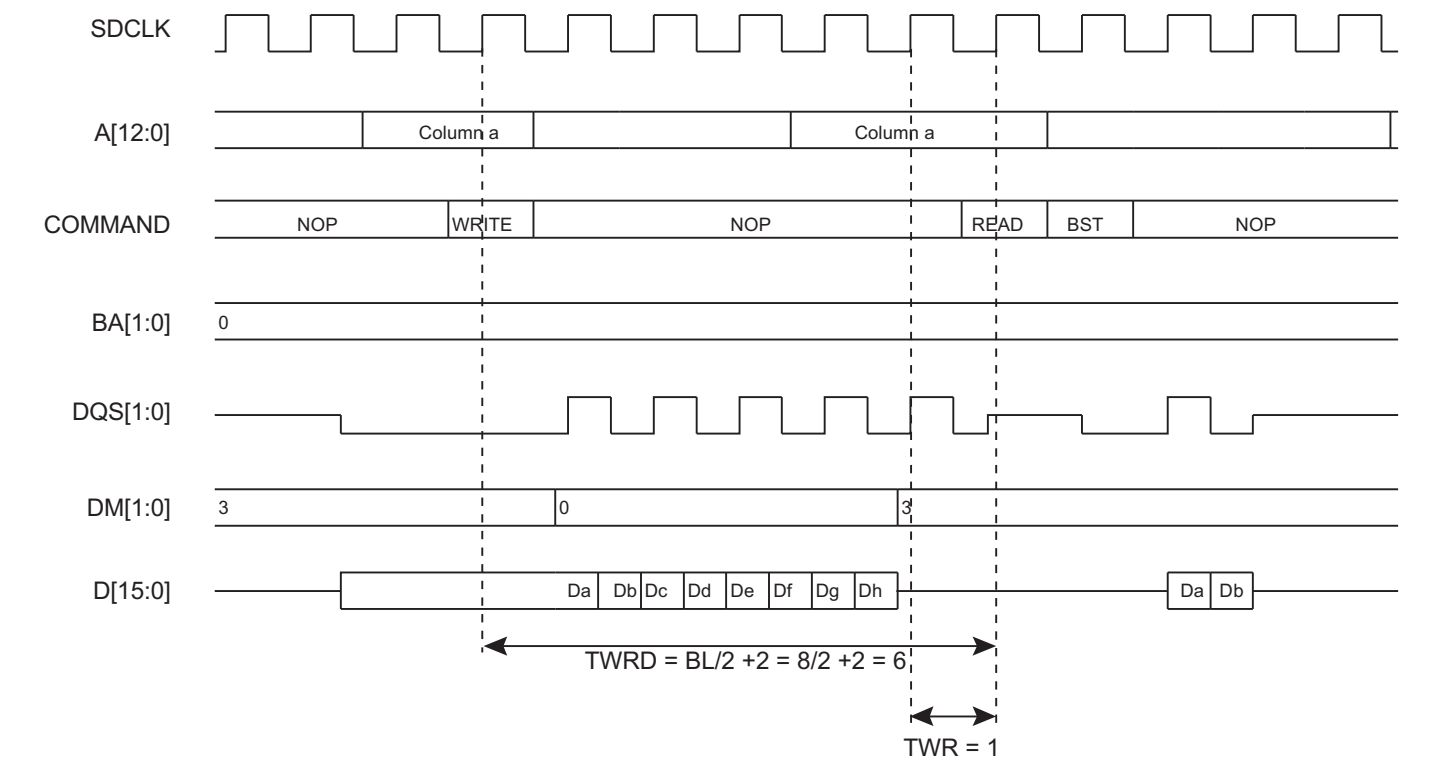 SDCLK
A[12:0] Column a Column a
COMMAND NOP WRITE NOP READ BST NOP
BA[1:0] 0
DQS[1:0]
DM[1:0] 3 0 3
D[15:0] Da Db Dc Dd De Df Dg Dh Da Db
TWRD = BL/2 +2 = 8/2 +2 = 6
TWR = 1